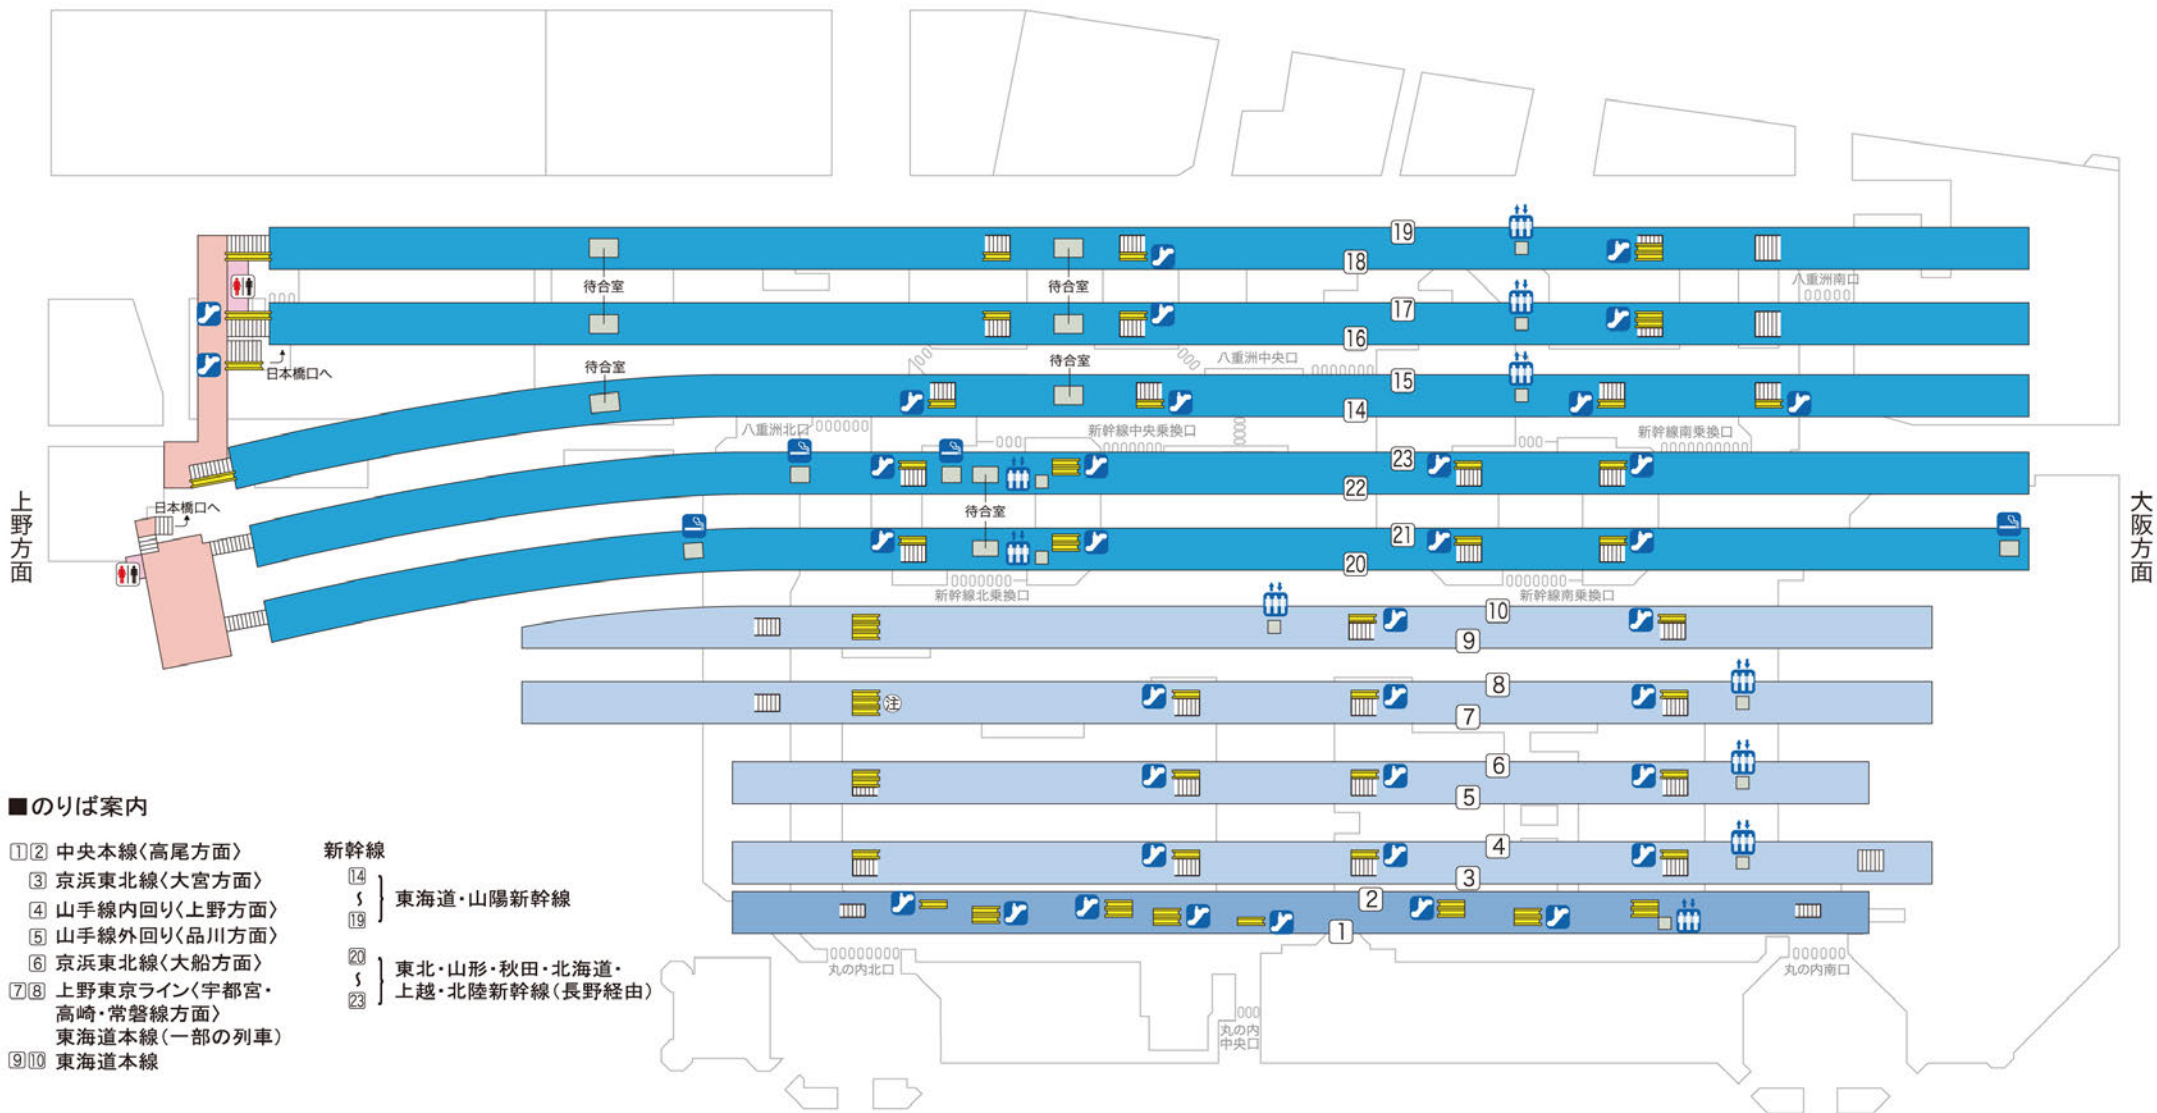 19
18
待合室
待合室
八重洲南口
17
16
日本橋口へ
待合室
待合室
八重洲中央口
15
14
八重洲北口
新幹線中央乗換口
新幹線南乗換口
23
22
上野方面
大阪方面
日本橋口へ
待合室
21
20
新幹線北乗換口
新幹線南乗換口
10
9
8
注
7
6
5
4
3
2
1
丸の内北口
丸の内南口
丸の内
中央口
■のりば案内
1 2 中央本線〈高尾方面〉
3 京浜東北線〈大宮方面〉
4 山手線内回り〈上野方面〉
5 山手線外回り〈品川方面〉
6 京浜東北線〈大船方面〉
7 8 上野東京ライン〈宇都宮・
高崎・常磐線方面〉
東海道本線(一部の列車)
9 10 東海道本線
新幹線
14
〜
19
東海道・山陽新幹線
20
〜
23
東北・山形・秋田・北海道・
上越・北陸新幹線(長野経由)